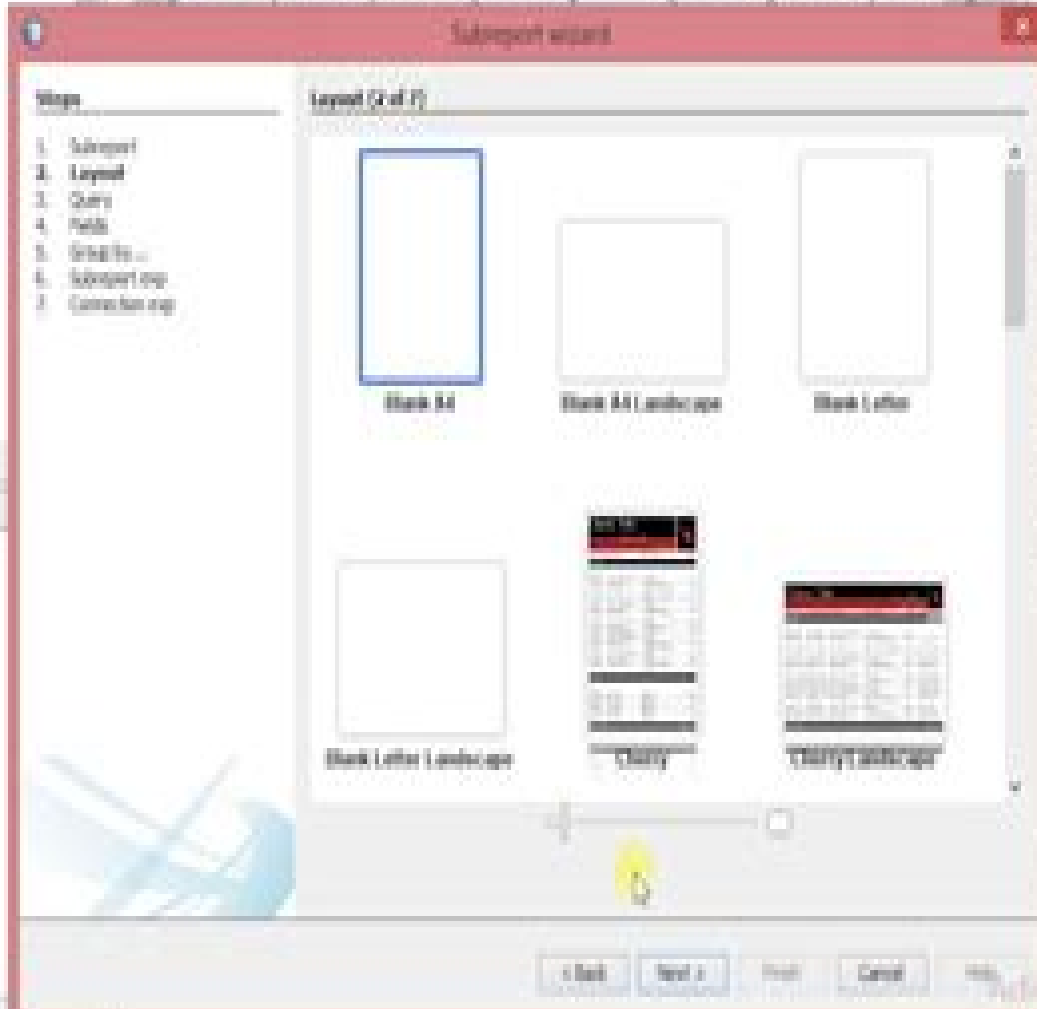 Subreport wizard
Steps
1. Subreport
2. Layout
3. Query
4. Fields
5. Group by ...
6. Subreport exp
7. Connection exp
Layout (2 of 7)
Blank A4
Blank A4 Landscape
Blank Letter
Blank Letter Landscape
Cherry
Cherry Landscape
< Back
Next >
Finish
Cancel
Help